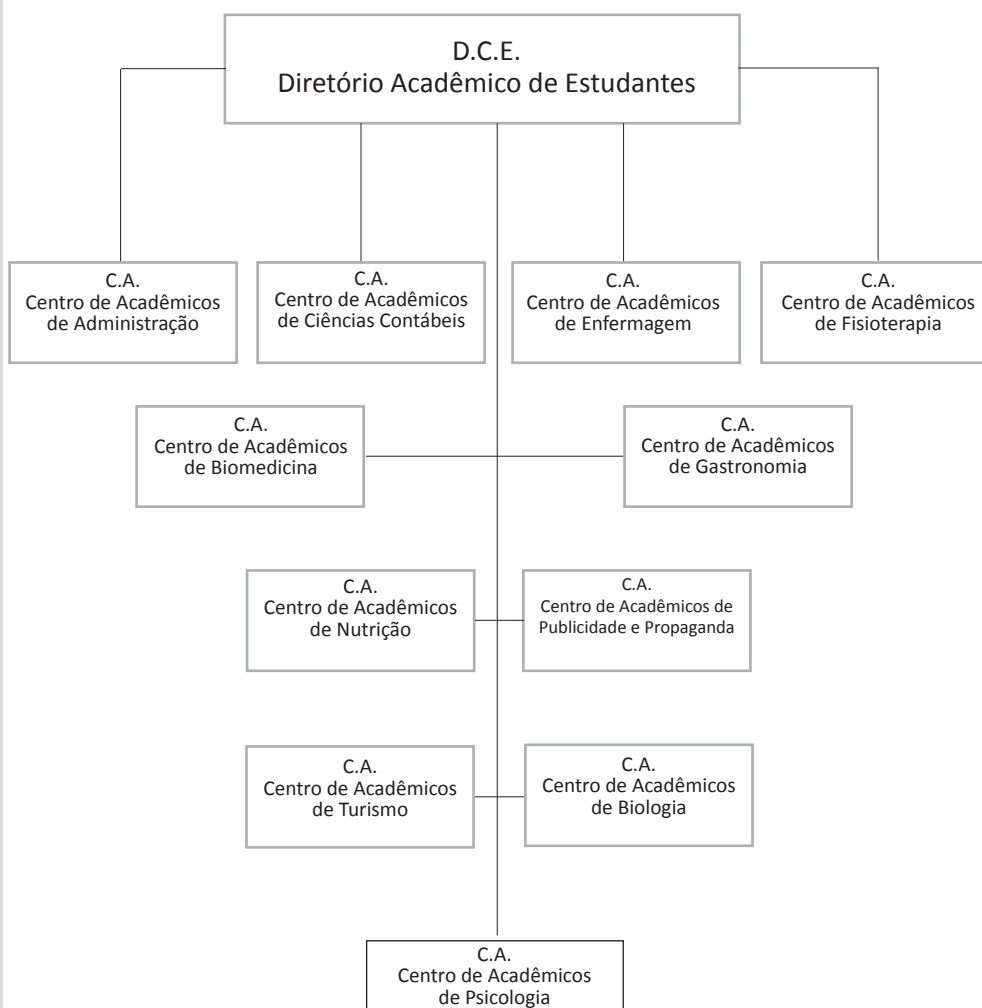 D.C.E.
Diretório Acadêmico de Estudantes
C.A.
Centro de Acadêmicos
de Administração
C.A.
Centro de Acadêmicos
de Ciências Contábeis
C.A.
Centro de Acadêmicos
de Enfermagem
C.A.
Centro de Acadêmicos
de Fisioterapia
C.A.
Centro de Acadêmicos
de Biomedicina
C.A.
Centro de Acadêmicos
de Gastronomia
C.A.
Centro de Acadêmicos
de Nutrição
C.A.
Centro de Acadêmicos de
Publicidade e Propaganda
C.A.
Centro de Acadêmicos
de Turismo
C.A.
Centro de Acadêmicos
de Biologia
C.A.
Centro de Acadêmicos
de Psicologia